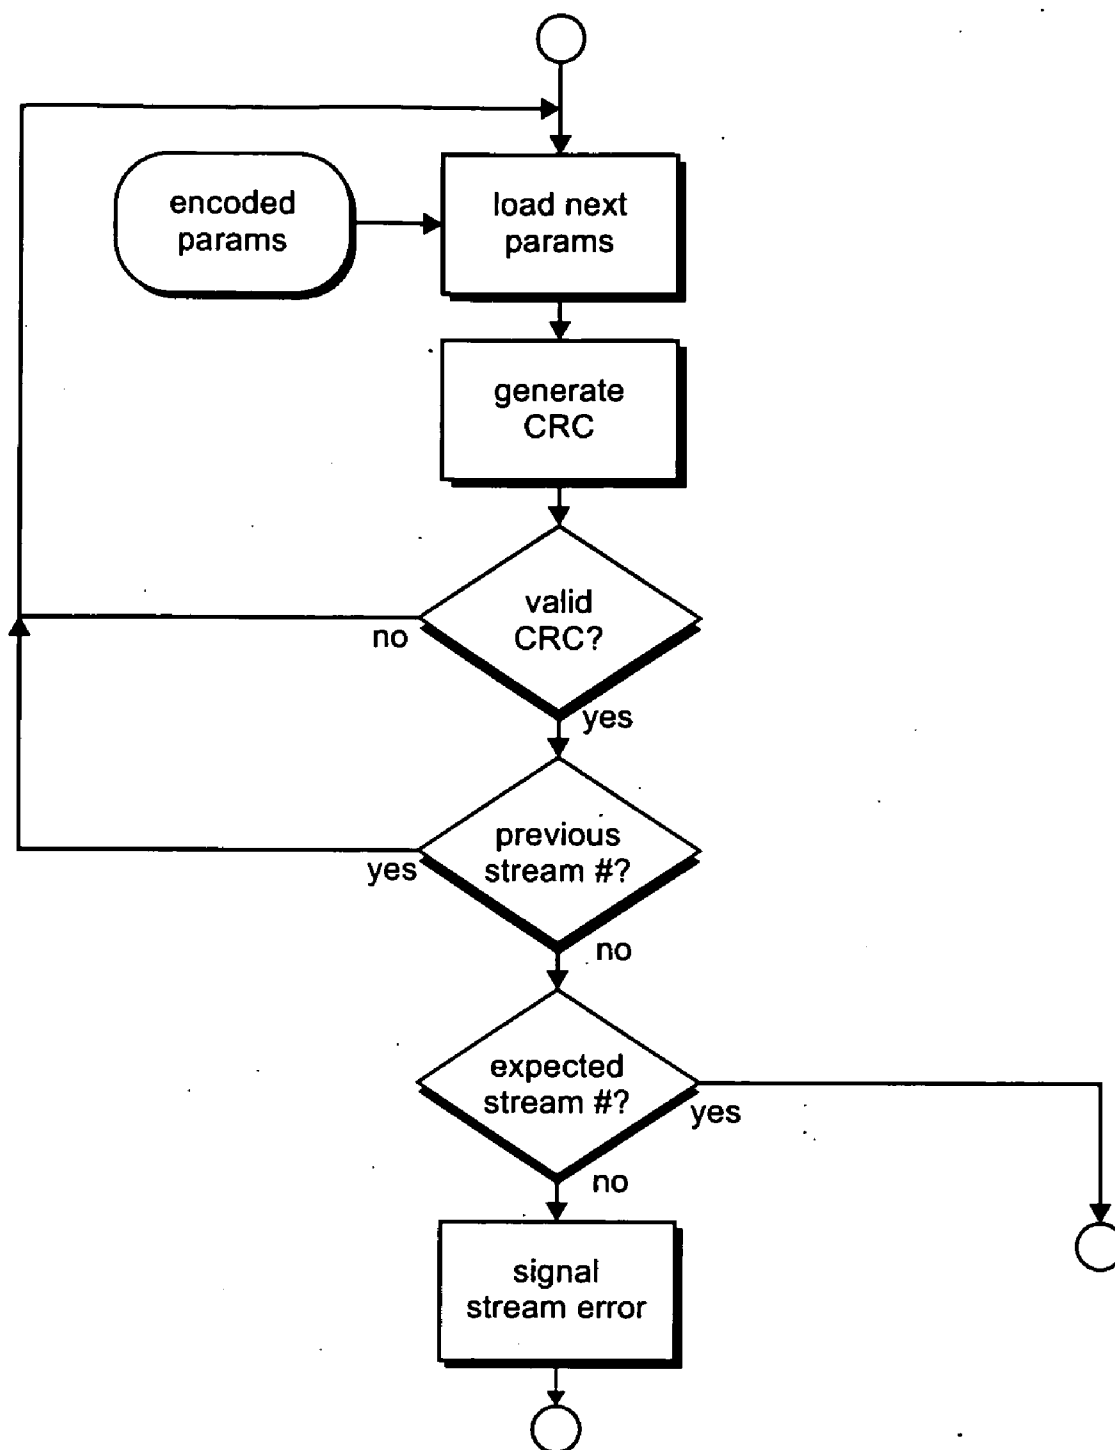 encoded
params
load next
params
generate
CRC
valid
CRC?
no
yes
previous
stream #?
yes
no
expected
stream #?
yes
no
signal
stream error